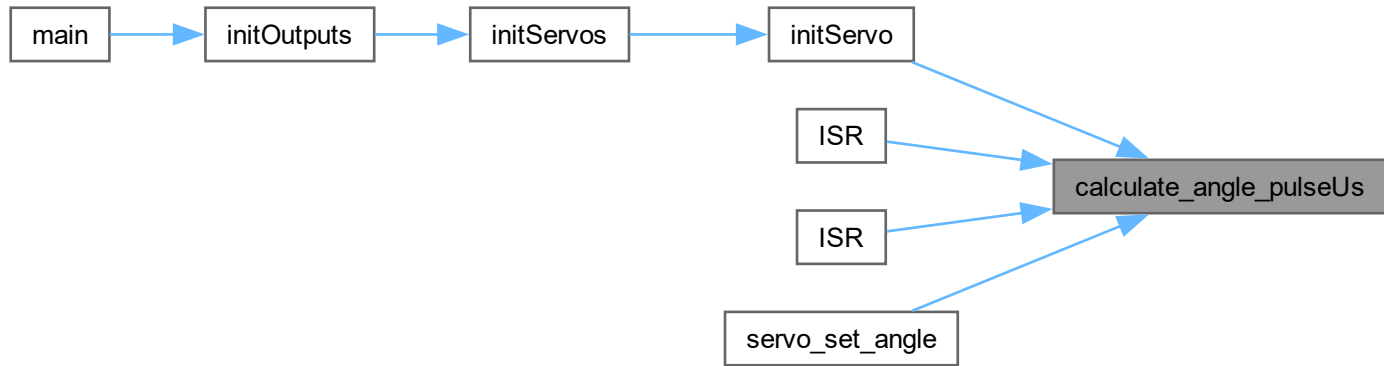 main
initOutputs
initServos
initServo
ISR
calculate_angle_pulseUs
ISR
servo_set_angle